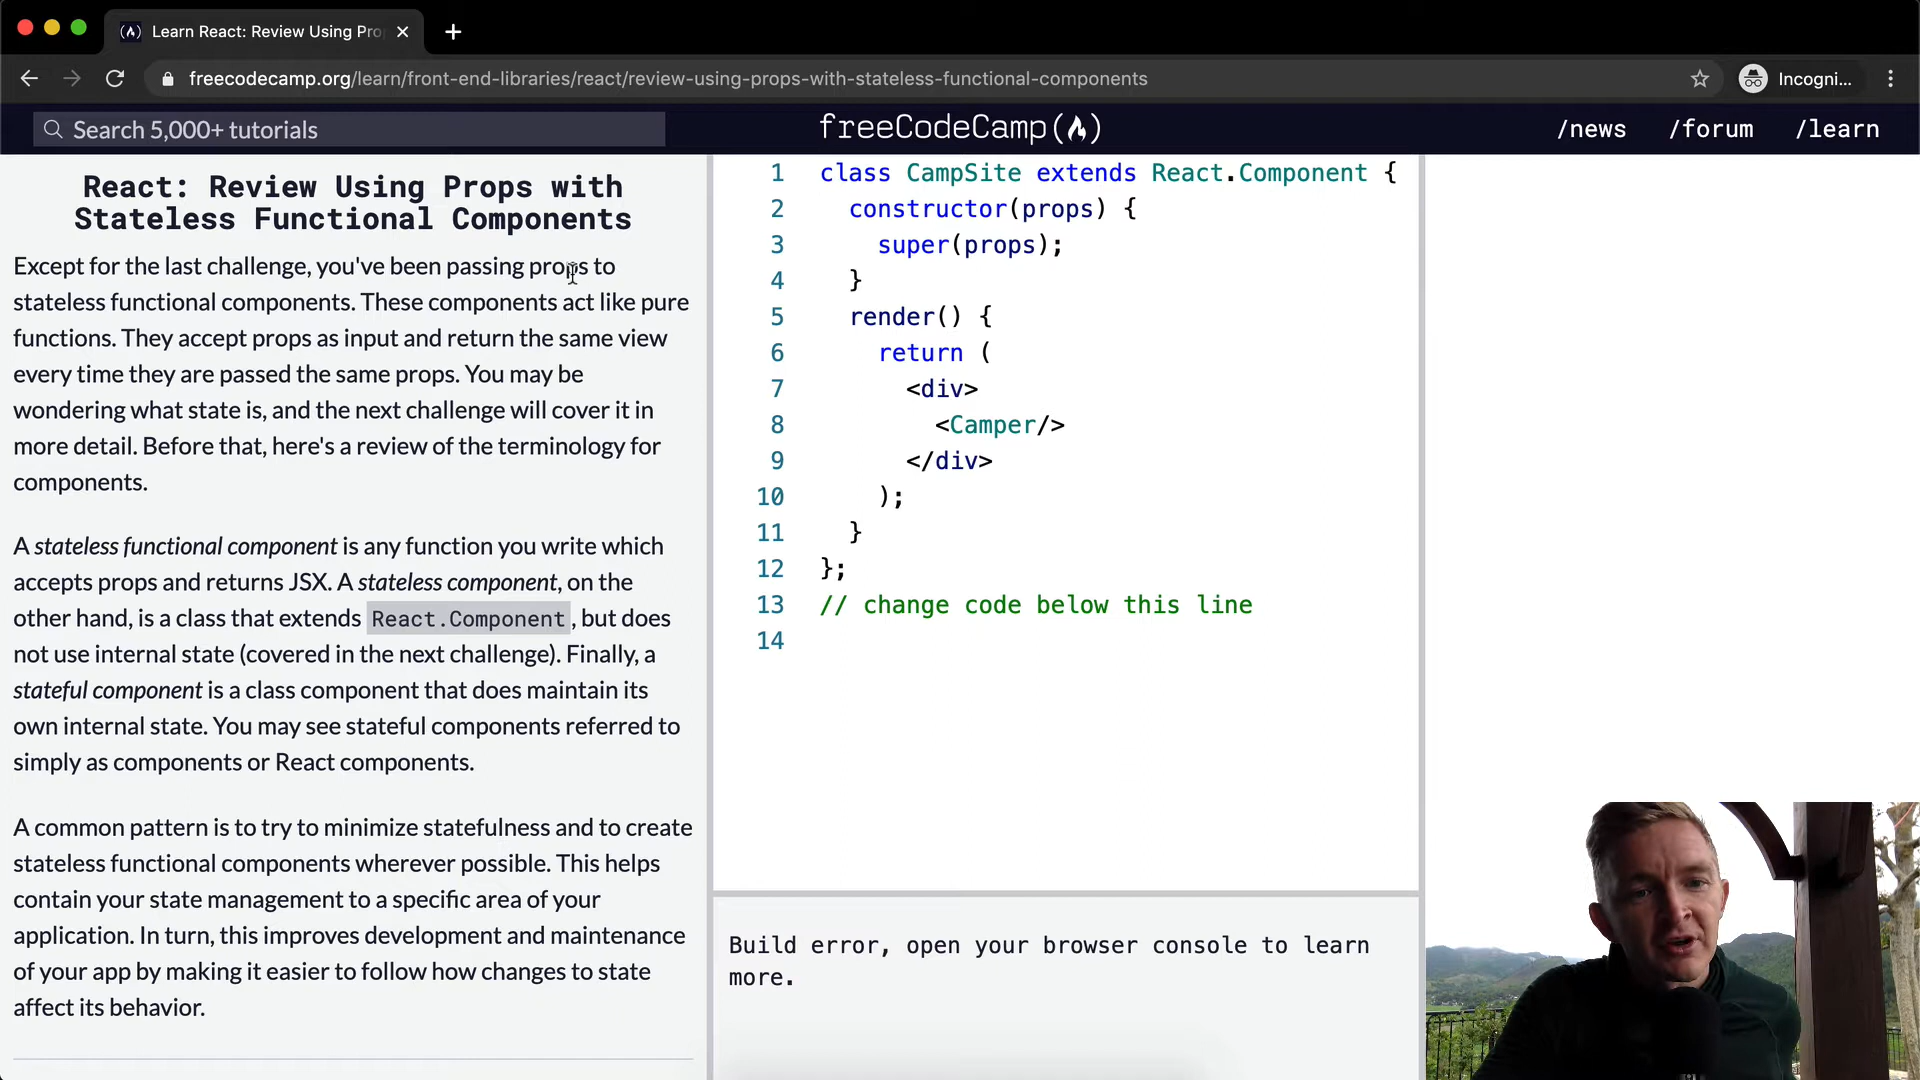 Learn React: Review Using Pro
freecodecamp.org/learn/front-end-libraries/react/review-using-props-with-stateless-functional-components
Incogni...
Search 5,000+ tutorials
freeCodeCamp
/news /forum /learn
React: Review Using Props with
Stateless Functional Components
Except for the last challenge, you've been passing props to
stateless functional components. These components act like pure
functions. They accept props as input and return the same view
every time they are passed the same props. You may be
wondering what state is, and the next challenge will cover it in
more detail. Before that, here's a review of the terminology for
components.
A stateless functional component is any function you write which
accepts props and returns JSX. A stateless component, on the
other hand, is a class that extends React.Component, but does
not use internal state (covered in the next challenge). Finally, a
stateful component is a class component that does maintain its
own internal state. You may see stateful components referred to
simply as components or React components.
A common pattern is to try to minimize statefulness and to create
stateless functional components wherever possible. This helps
contain your state management to a specific area of your
application. In turn, this improves development and maintenance
of your app by making it easier to follow how changes to state
affect its behavior.
1 class CampSite extends React.Component {
2 constructor(props) {
3 super(props);
4 }
5 render() {
6 return (
7 <div>
8 <Camper/>
9 </div>
10 );
11 }
12 };
13 // change code below this line
14
Build error, open your browser console to learn
more.